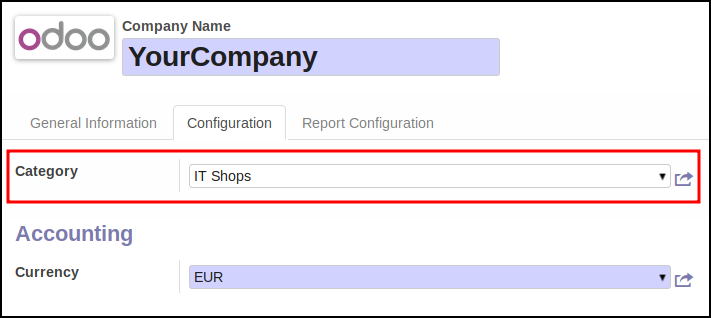 odoo
Company Name
YourCompany
General Information Configuration Report Configuration
Category IT Shops
Accounting
Currency EUR